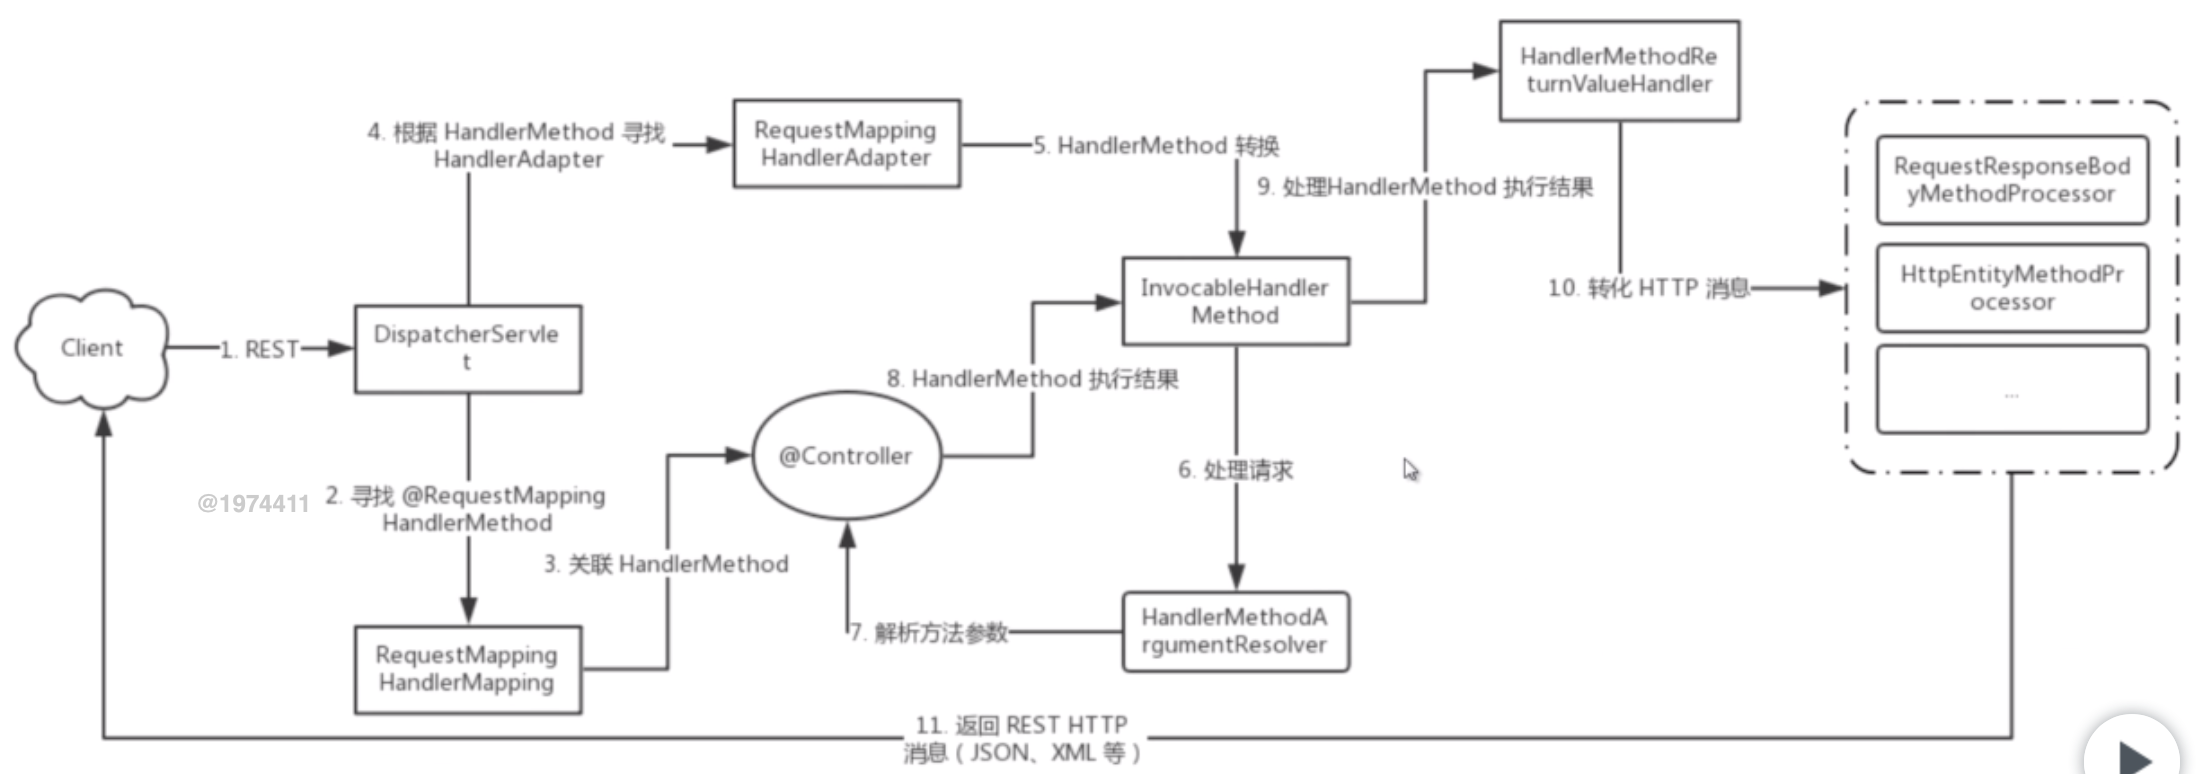 HandlerMethodRe
turnValueHandler
4. 根据 HandlerMethod 寻找
HandlerAdapter
RequestMapping
HandlerAdapter
5. HandlerMethod 转换
9. 处理HandlerMethod 执行结果
RequestResponseBod
yMethodProcessor
HttpEntityMethodPr
ocessor
...
10. 转化 HTTP 消息
InvocableHandler
Method
Client
1. REST
DispatcherServle
t
8. HandlerMethod 执行结果
@Controller
6. 处理请求
@1974411
2. 寻找 @RequestMapping
HandlerMethod
3. 关联 HandlerMethod
HandlerMethodA
rgumentResolver
7. 解析方法参数
RequestMapping
HandlerMapping
11. 返回 REST HTTP
消息（JSON、XML 等）